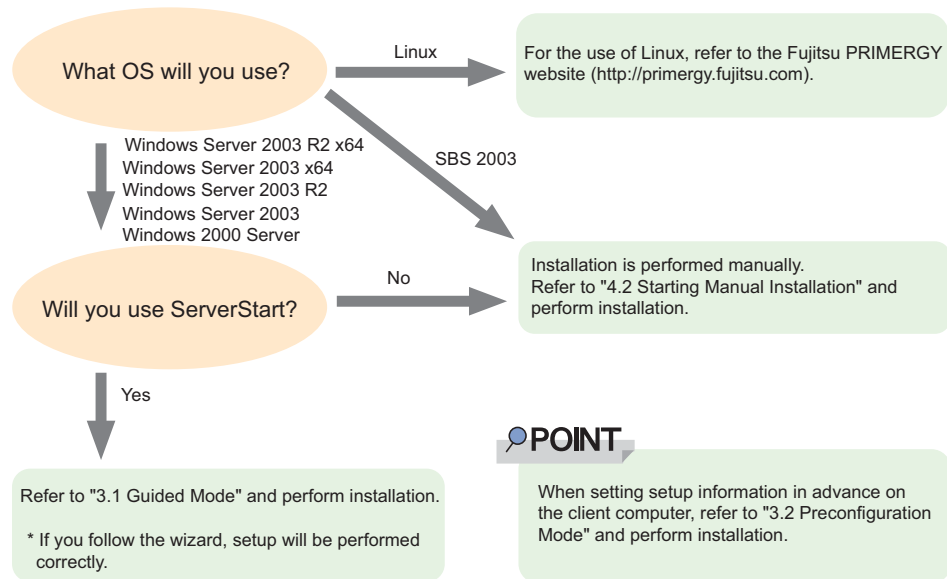 What OS will you use?
Linux
For the use of Linux, refer to the Fujitsu PRIMERGY
website (http://primergy.fujitsu.com).
Windows Server 2003 R2 x64
Windows Server 2003 x64
Windows Server 2003 R2
Windows Server 2003
Windows 2000 Server
SBS 2003
Will you use ServerStart?
No
Installation is performed manually.
Refer to "4.2 Starting Manual Installation" and
perform installation.
Yes
Refer to "3.1 Guided Mode" and perform installation.
* If you follow the wizard, setup will be performed
correctly.
POINT
When setting setup information in advance on
the client computer, refer to "3.2 Preconfiguration
Mode" and perform installation.